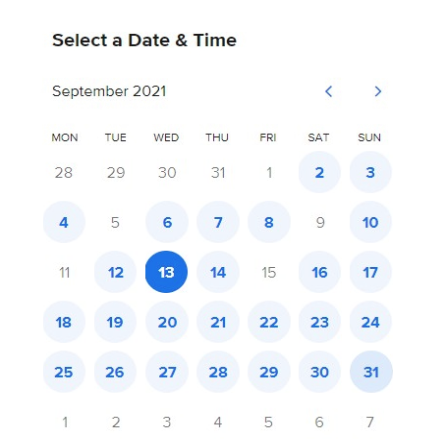 Select a Date & Time
September 2021
MON TUE WED THU FRI SAT SUN
28 29 30 31 1 2 3
4 5 6 7 8 9 10
11 12 13 14 15 16 17
18 19 20 21 22 23 24
25 26 27 28 29 30 31
1 2 3 4 5 6 7